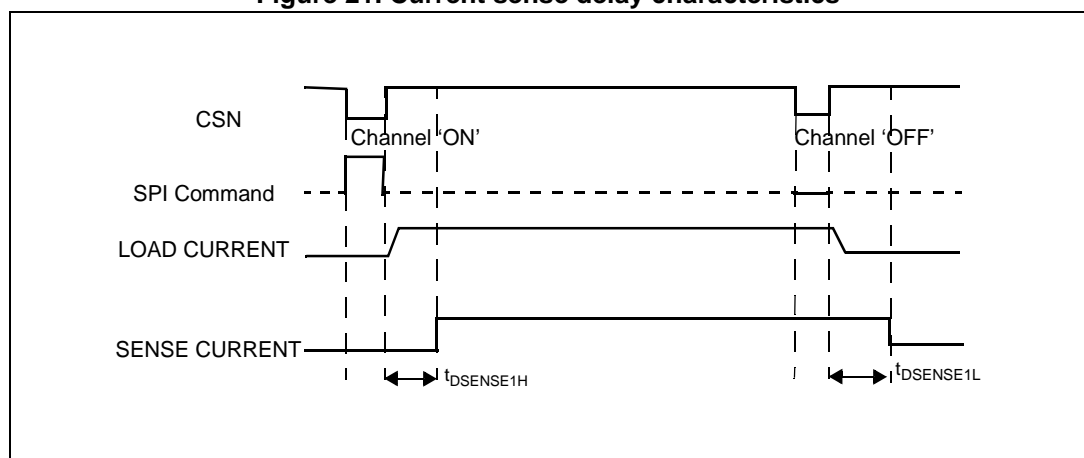 Figure 21. Current sense delay characteristics
CSN
Channel ‘ON’
Channel ‘OFF’
SPI Command
LOAD CURRENT
SENSE CURRENT
tDSENSE1H
tDSENSE1L